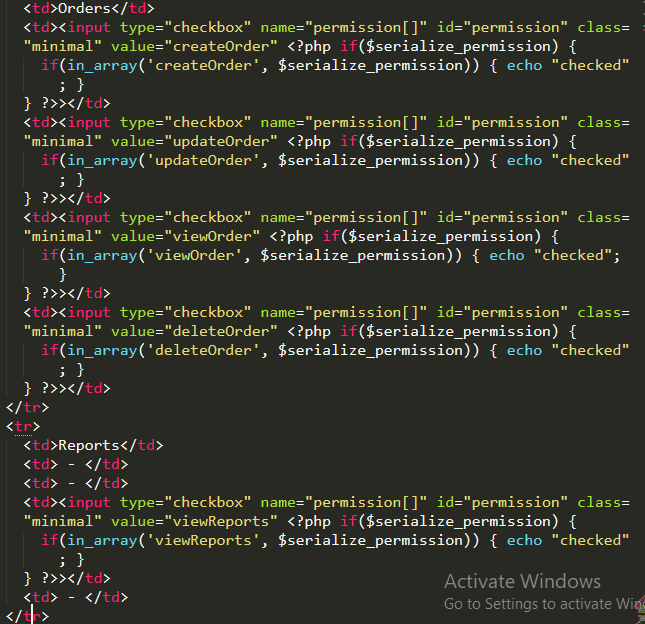 <td>Orders</td>
<td><input type="checkbox" name="permission[]" id="permission" class=
"minimal" value="createOrder" <?php if($serialize_permission) {
if(in_array('createOrder', $serialize_permission)) { echo "checked"
; }
} ?>></td>
<td><input type="checkbox" name="permission[]" id="permission" class=
"minimal" value="updateOrder" <?php if($serialize_permission) {
if(in_array('updateOrder', $serialize_permission)) { echo "checked"
; }
} ?>></td>
<td><input type="checkbox" name="permission[]" id="permission" class=
"minimal" value="viewOrder" <?php if($serialize_permission) {
if(in_array('viewOrder', $serialize_permission)) { echo "checked";
}
} ?>></td>
<td><input type="checkbox" name="permission[]" id="permission" class=
"minimal" value="deleteOrder" <?php if($serialize_permission) {
if(in_array('deleteOrder', $serialize_permission)) { echo "checked"
; }
} ?>></td>
</tr>
<tr>
<td>Reports</td>
<td> - </td>
<td> - </td>
<td><input type="checkbox" name="permission[]" id="permission" class=
"minimal" value="viewReports" <?php if($serialize_permission) {
if(in_array('viewReports', $serialize_permission)) { echo "checked"
; }
} ?>></td>
<td> - </td>
</tr>
Activate Windows
Go to Settings to activate Win